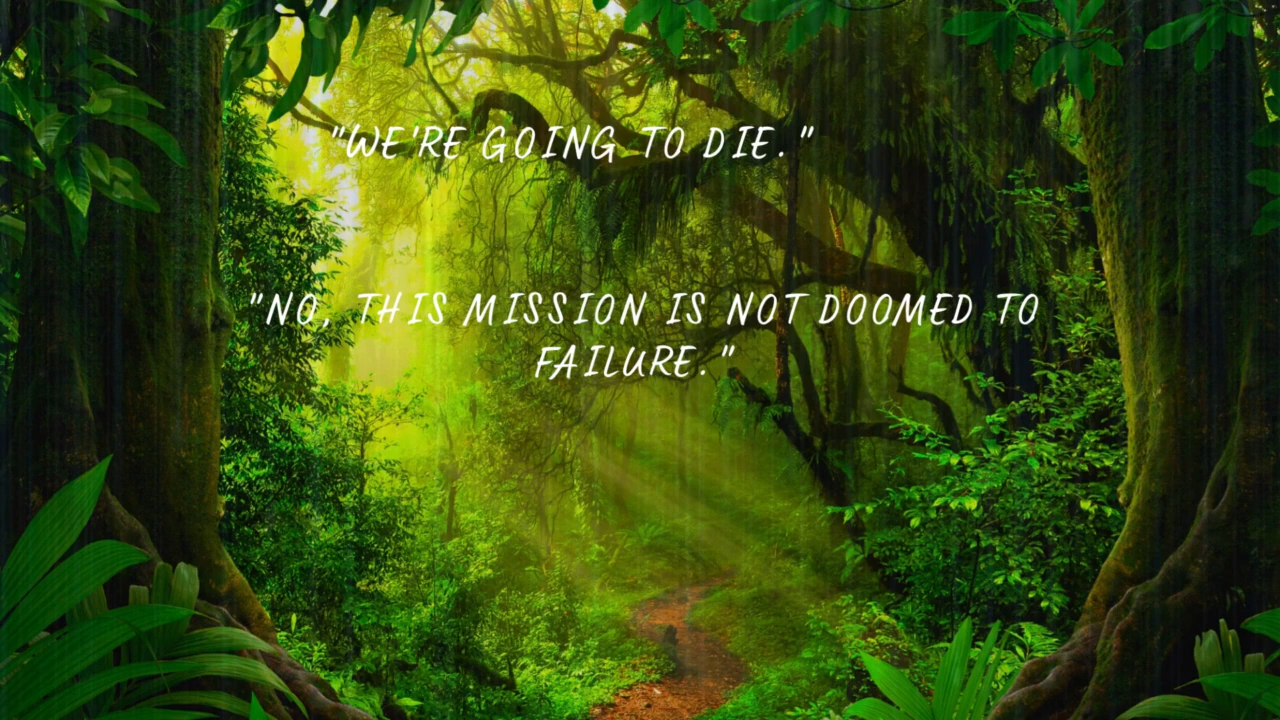 "WE'RE GOING TO DIE."
"NO, THIS MISSION IS NOT DOOMED TO
FAILURE."